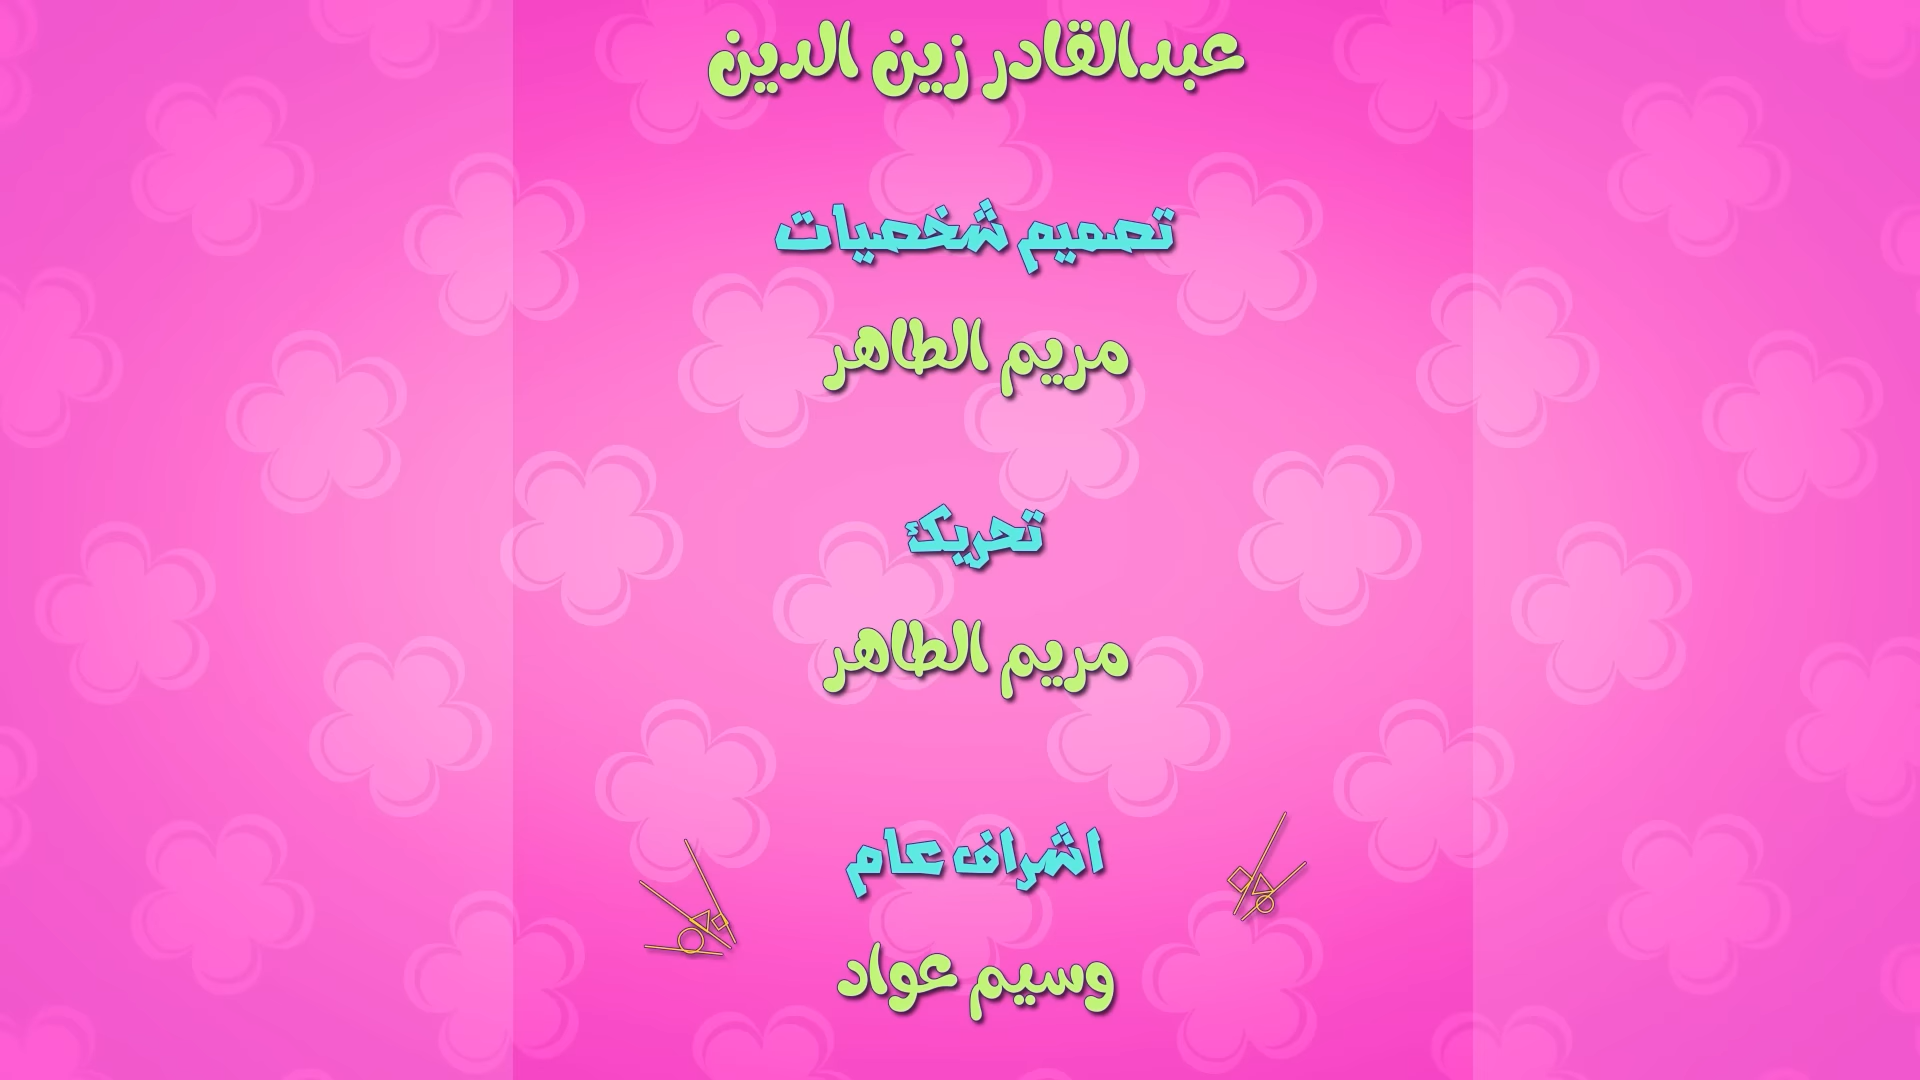 عبدالقادر زين الدين
تصميم شخصيات
مريم الطاهر
تحريك
مريم الطاهر
اشراف عام
وسيم عواد